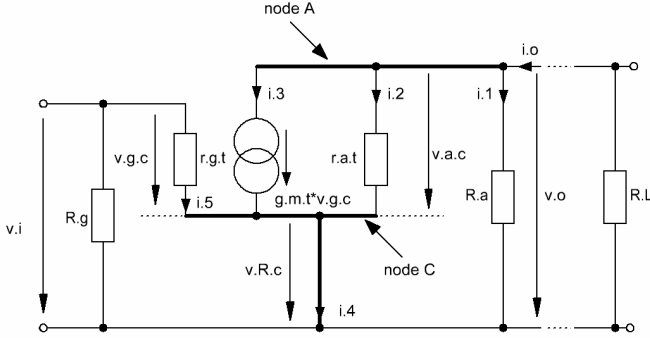 node A
i.o
i.3
i.2
i.1
v.g.c
r.g.t
r.a.t
v.a.c
R.a
v.o
R.L
R.g
g.m.t*v.g.c
i.5
v.i
v.R.c
node C
i.4